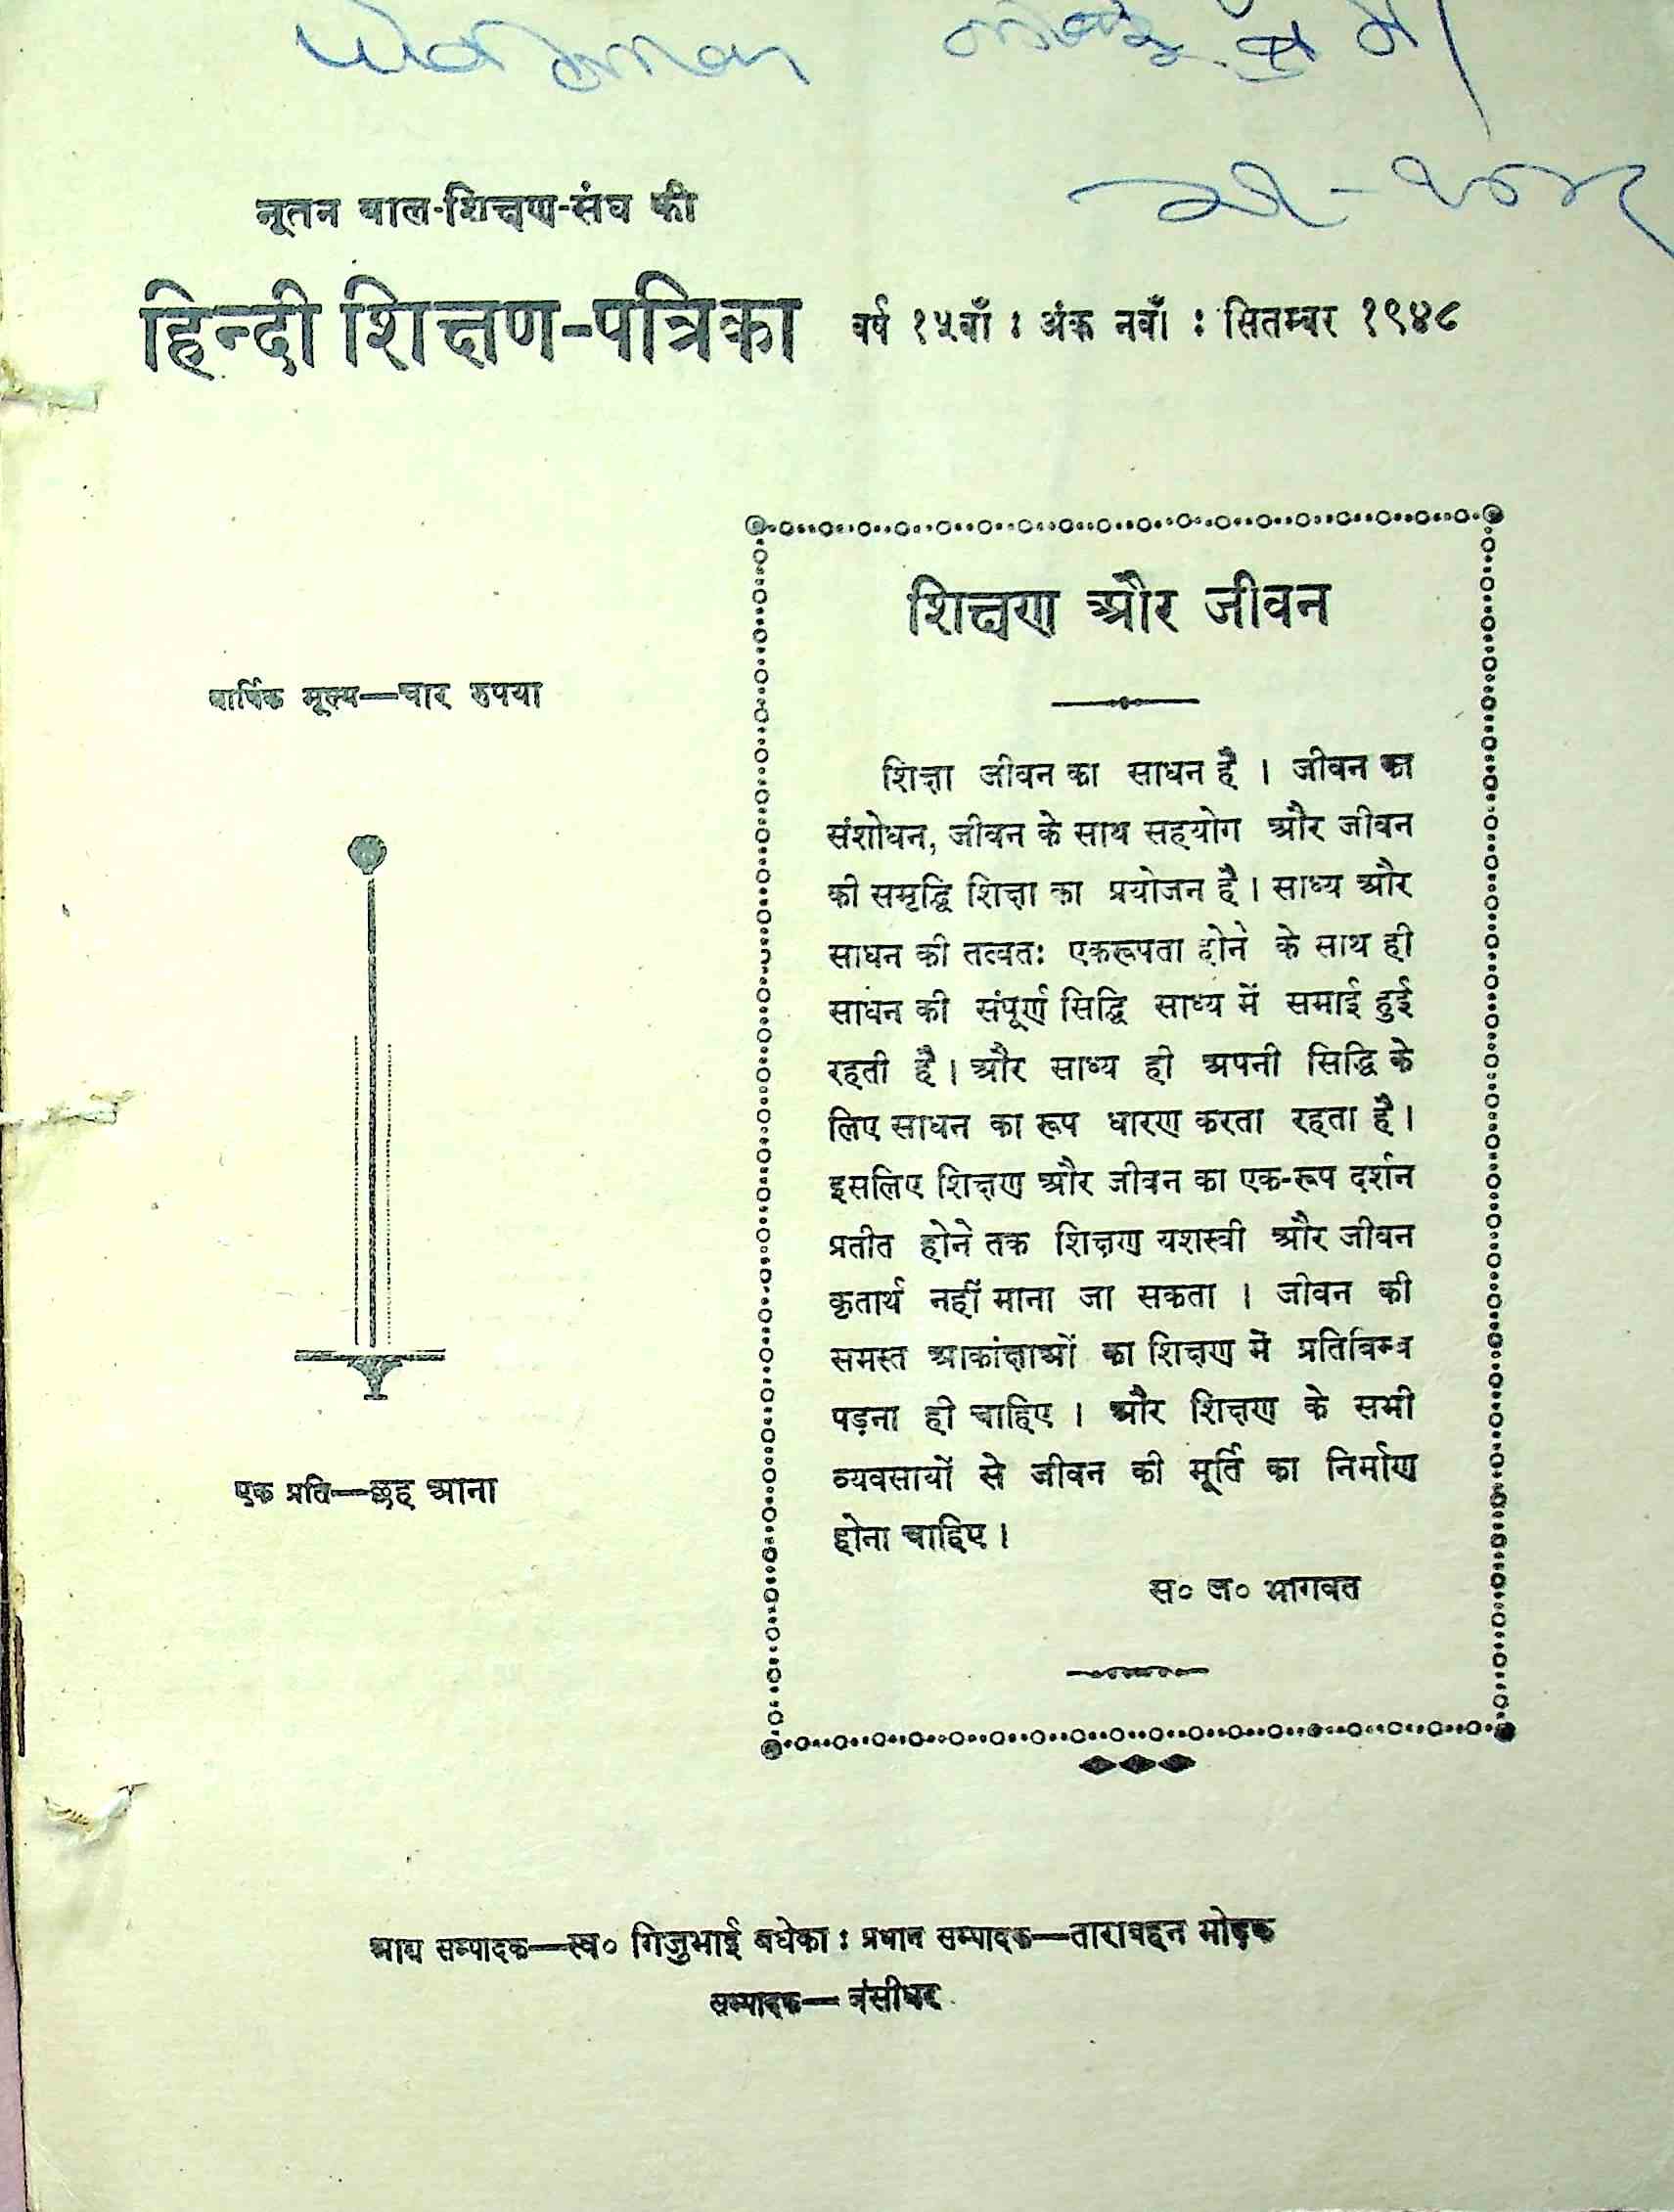 नूतन बाल-शिक्षण-संघ की
हिन्दी शिक्षण-पत्रिका वर्ष १५वाँ : अंक नवाँ : सितम्बर १९४८
शिक्षण और जीवन
वार्षिक मूल्य—चार रुपया
शिक्षा जीवन का साधन है । जीवन का
संशोधन, जीवन के साथ सहयोग और जीवन
की समृद्धि शिक्षा का प्रयोजन है । साध्य और
साधन की तत्वतः एकरूपता होने के साथ ही
साधन की संपूर्ण सिद्धि साध्य में समाई हुई
रहती है । और साध्य ही अपनी सिद्धि के
लिए साधन का रूप धारण करता रहता है ।
इसलिए शिक्षण और जीवन का एक-रूप दर्शन
प्रतीत होने तक शिक्षण यशस्वी और जीवन
कृतार्थ नहीं माना जा सकता । जीवन की
समस्त आकांक्षाओं का शिक्षण में प्रतिबिम्ब
पड़ना ही चाहिए । और शिक्षण के सभी
व्यवसायों से जीवन की मूर्ति का निर्माण
होना चाहिए ।
स० ल० भागवत
एक प्रति—छह आना
आद्य सम्पादक—स्व० गिजुभाई बधेका : प्रधान सम्पादक—ताराबहन मोडक
सम्पादक— बंसीधर